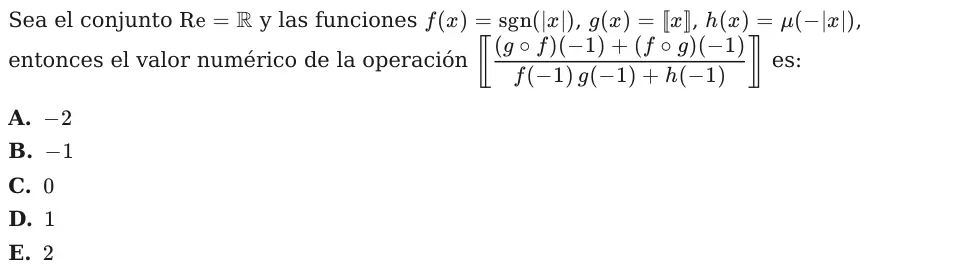 Sea el conjunto Re = ℝ y las funciones f(x) = sgn(|x|), g(x) = ⟦x⟧, h(x) = μ(−|x|),
entonces el valor numérico de la operación ⟦((g ∘ f)(−1) + (f ∘ g)(−1))/(f(−1) g(−1) + h(−1))⟧ es:
A. −2
B. −1
C. 0
D. 1
E. 2